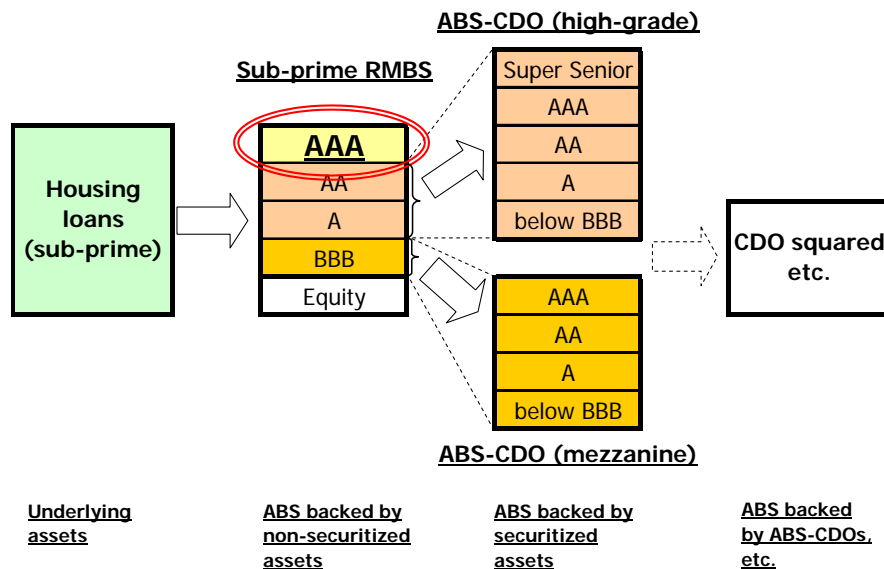 ABS-CDO (high-grade)
Sub-prime RMBS
Housing
loans
(sub-prime)
AAA
AA
A
BBB
Equity
Super Senior
AAA
AA
A
below BBB
AAA
AA
A
below BBB
ABS-CDO (mezzanine)
CDO squared
etc.
Underlying
assets
ABS backed by
non-securitized
assets
ABS backed by
securitized
assets
ABS backed
by ABS-CDOs,
etc.